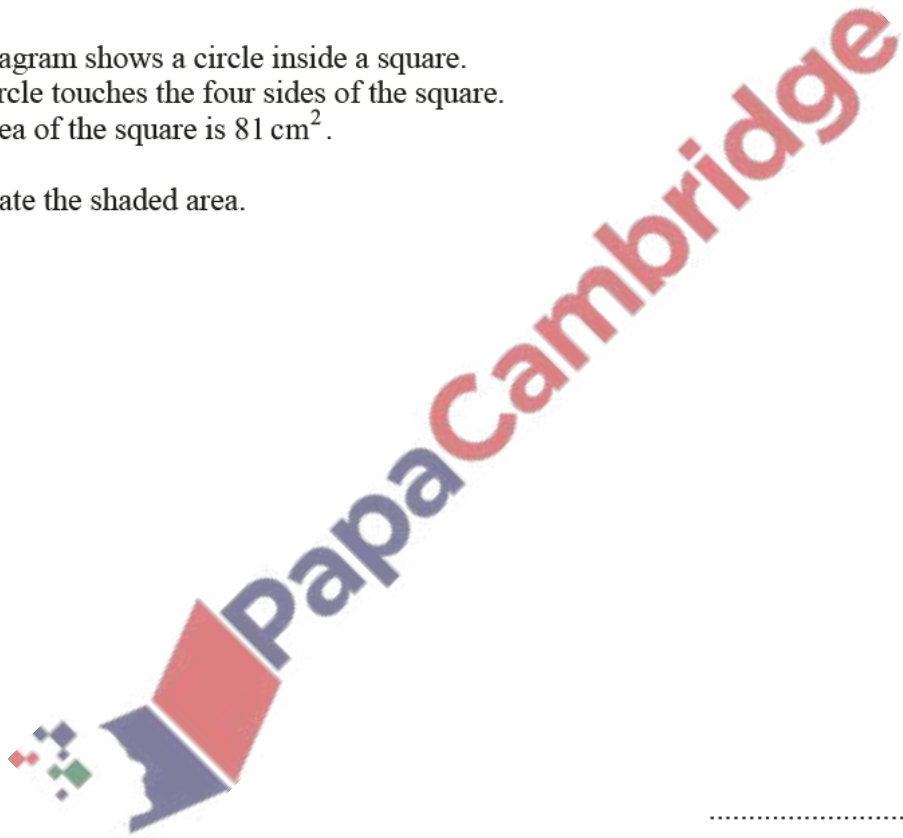 agram shows a circle inside a square.
rcle touches the four sides of the square.
ea of the square is 81 cm².
ate the shaded area.
PapaCambridge
..........................